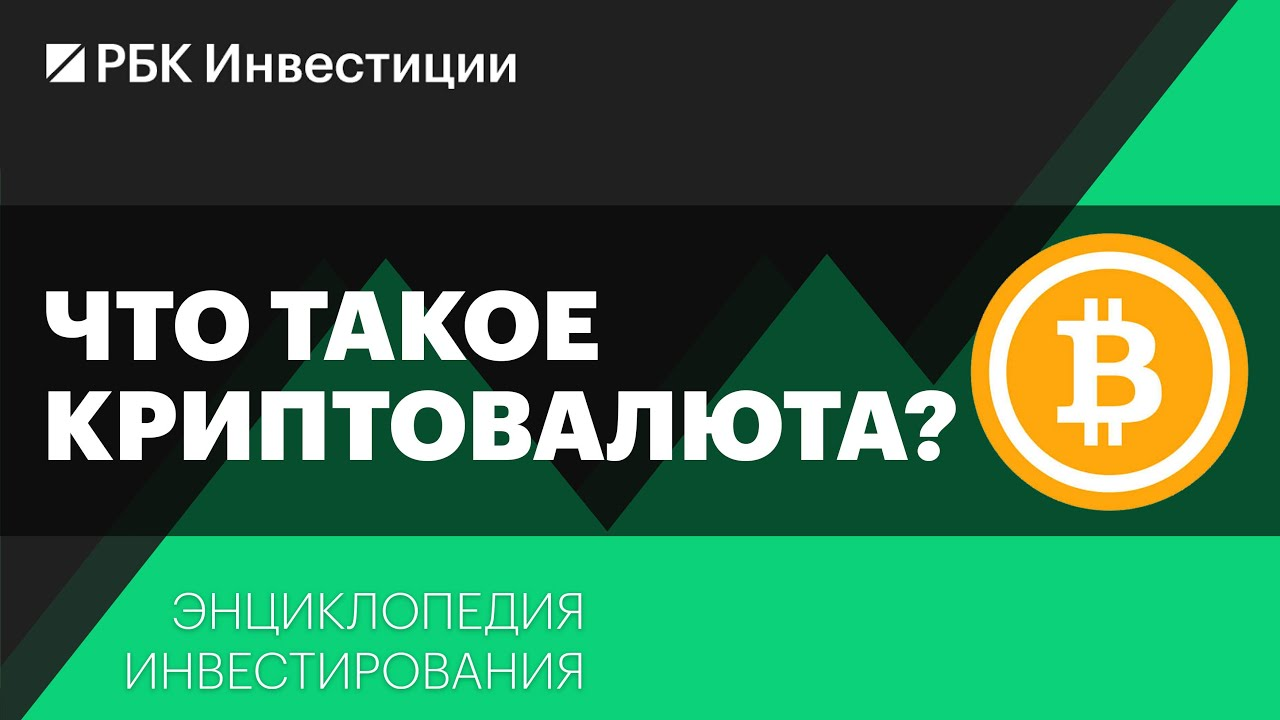 РБК Инвестиции
ЧТО ТАКОЕ
КРИПТОВАЛЮТА?
ЭНЦИКЛОПЕДИЯ
ИНВЕСТИРОВАНИЯ